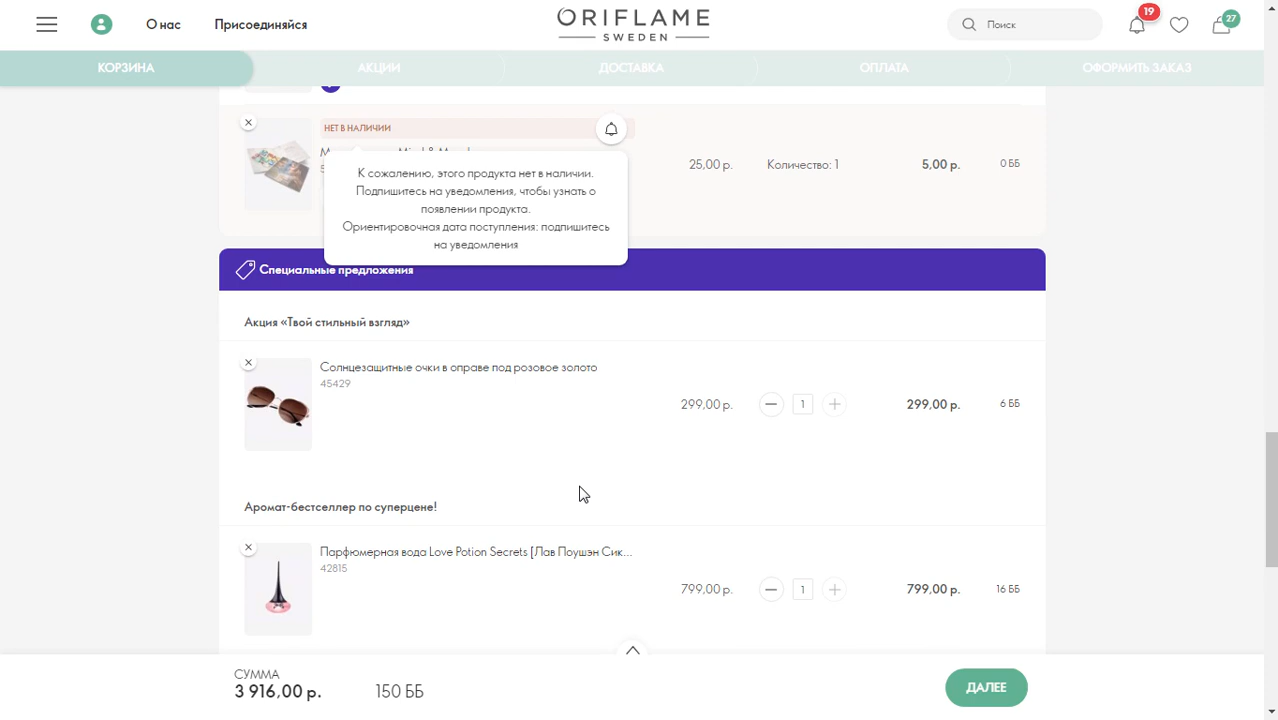 О нас
Присоединяйся
ORIFLAME
SWEDEN
Поиск
19
27
КОРЗИНА
АКЦИИ
ДОСТАВКА
ОПЛАТА
ОФОРМИТЬ ЗАКАЗ
НЕТ В НАЛИЧИИ
К сожалению, этого продукта нет в наличии.
Подпишитесь на уведомления, чтобы узнать о
появлении продукта.
Ориентировочная дата поступления: подпишитесь
на уведомления
25,00 р.
Количество: 1
5,00 р.
0 ББ
Специальные предложения
Акция «Твой стильный взгляд»
Солнцезащитные очки в оправе под розовое золото
45429
299,00 р.
1
299,00 р.
6 ББ
Аромат-бестселлер по суперцене!
Парфюмерная вода Love Potion Secrets [Лав Поушэн Сик...
42815
799,00 р.
1
799,00 р.
16 ББ
СУММА
3 916,00 р.
150 ББ
ДАЛЕЕ